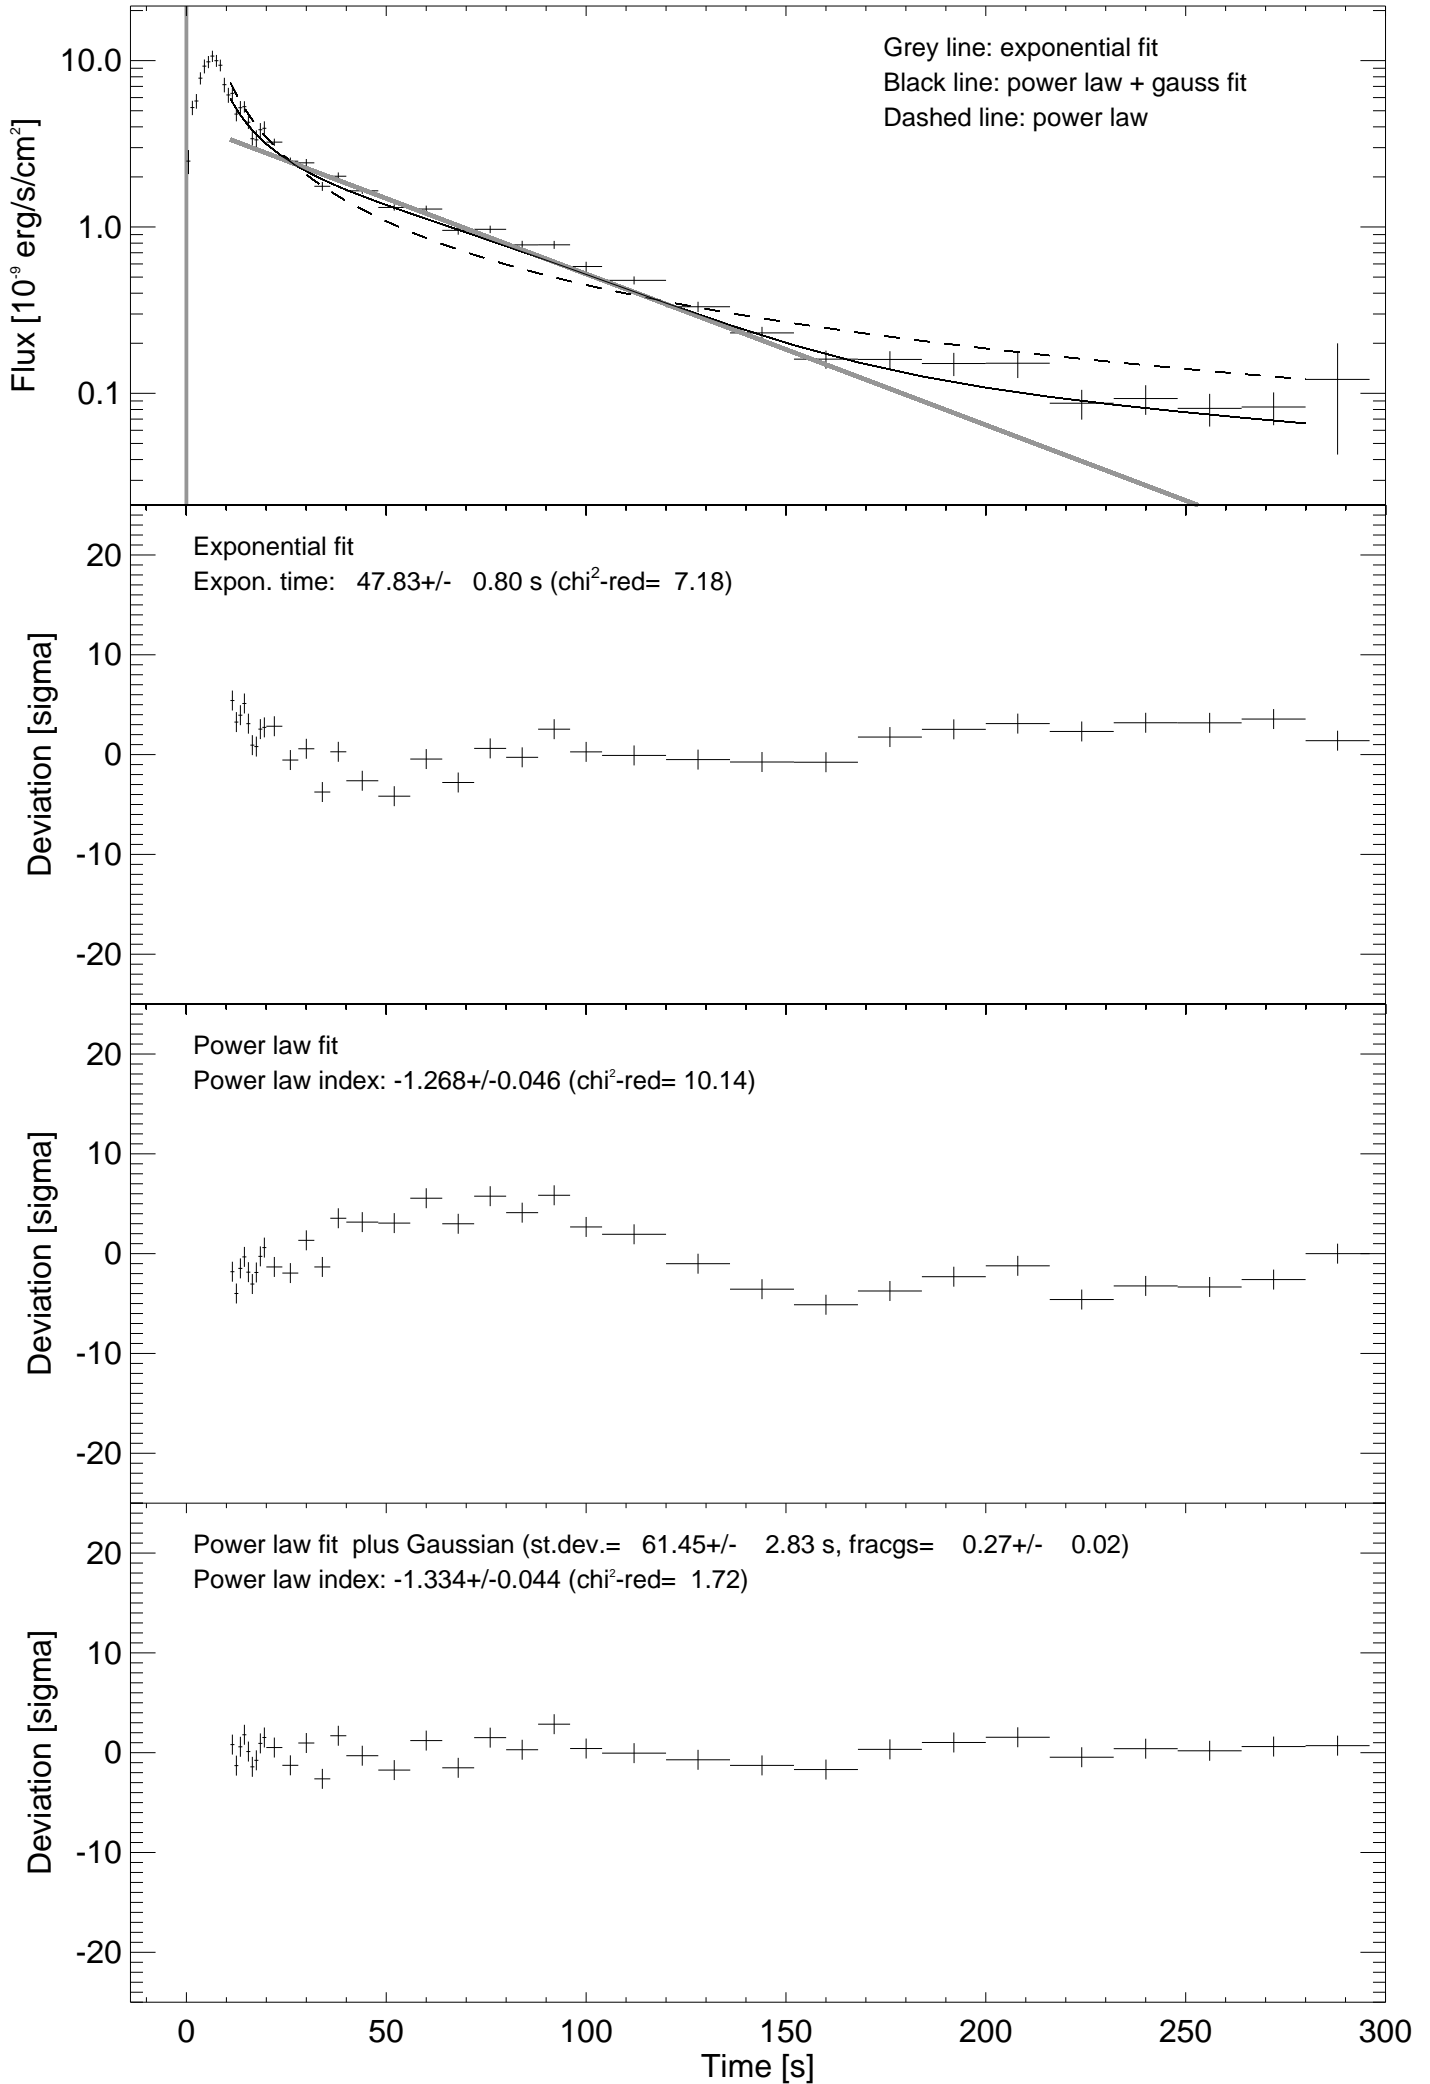 Grey line: exponential fit
Black line: power law + gauss fit
Dashed line: power law
10.0
1.0
0.1
Flux [10⁻⁹ erg/s/cm²]
Exponential fit
Expon. time: 47.83+/- 0.80 s (chi²-red= 7.18)
20
10
0
-10
-20
Deviation [sigma]
Power law fit
Power law index: -1.268+/-0.046 (chi²-red= 10.14)
20
10
0
-10
-20
Deviation [sigma]
Power law fit plus Gaussian (st.dev.= 61.45+/- 2.83 s, fracgs= 0.27+/- 0.02)
Power law index: -1.334+/-0.044 (chi²-red= 1.72)
20
10
0
-10
-20
Deviation [sigma]
0 50 100 150 200 250 300
Time [s]